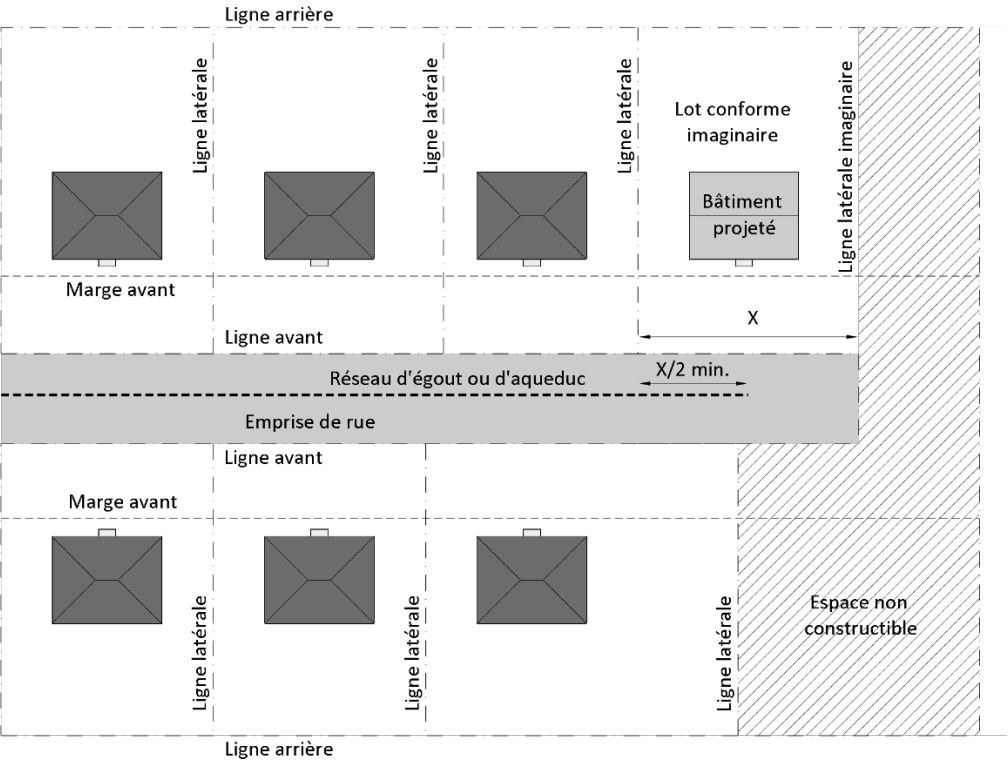 Ligne arrière
Ligne latérale
Ligne latérale
Ligne latérale
Lot conforme
imaginaire
Ligne latérale imaginaire
Bâtiment
projeté
Marge avant
X
Ligne avant
X/2 min.
Réseau d'égout ou d'aqueduc
Emprise de rue
Ligne avant
Marge avant
Ligne latérale
Ligne latérale
Ligne latérale
Espace non
constructible
Ligne arrière